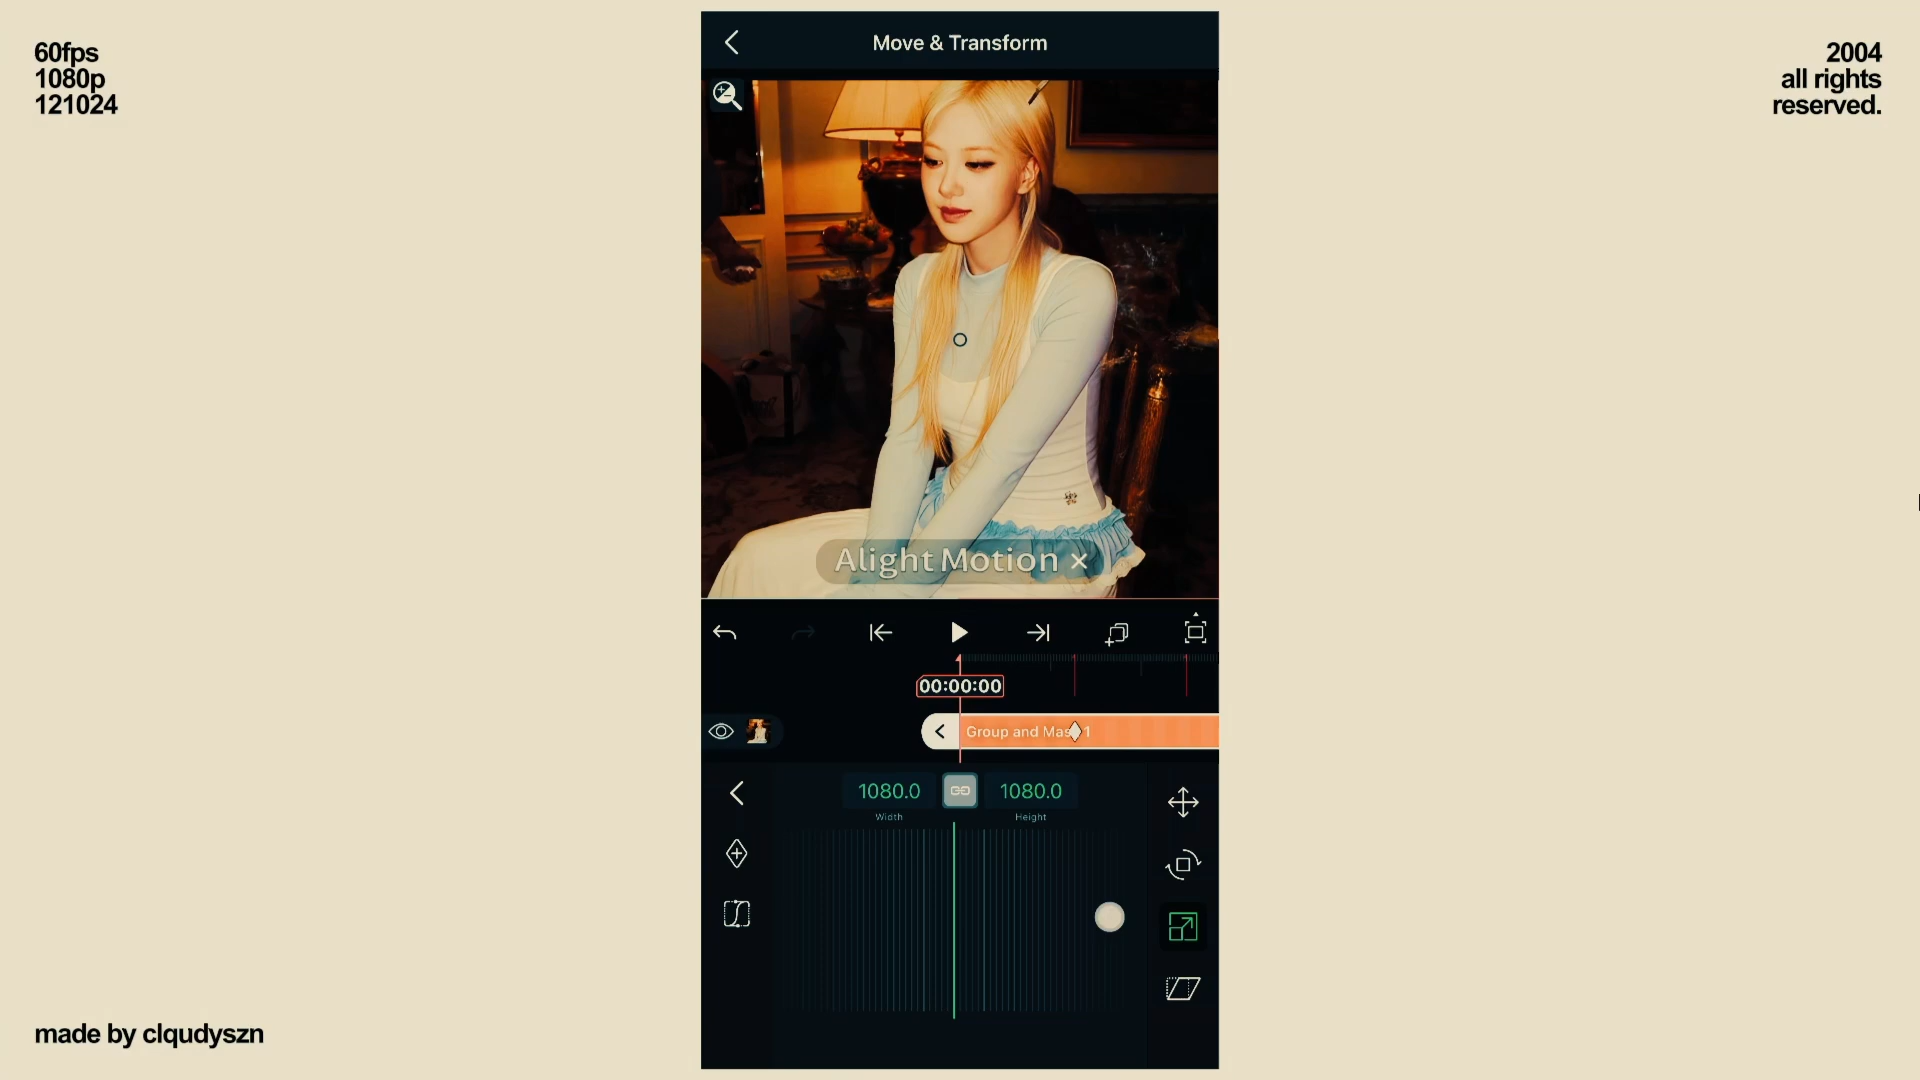 60fps
1080p
121024
2004
all rights
reserved.
Move & Transform
Alight Motion ×
00:00:00
Group and Mas 1
1080.0
1080.0
Width
Height
made by clqudyszn